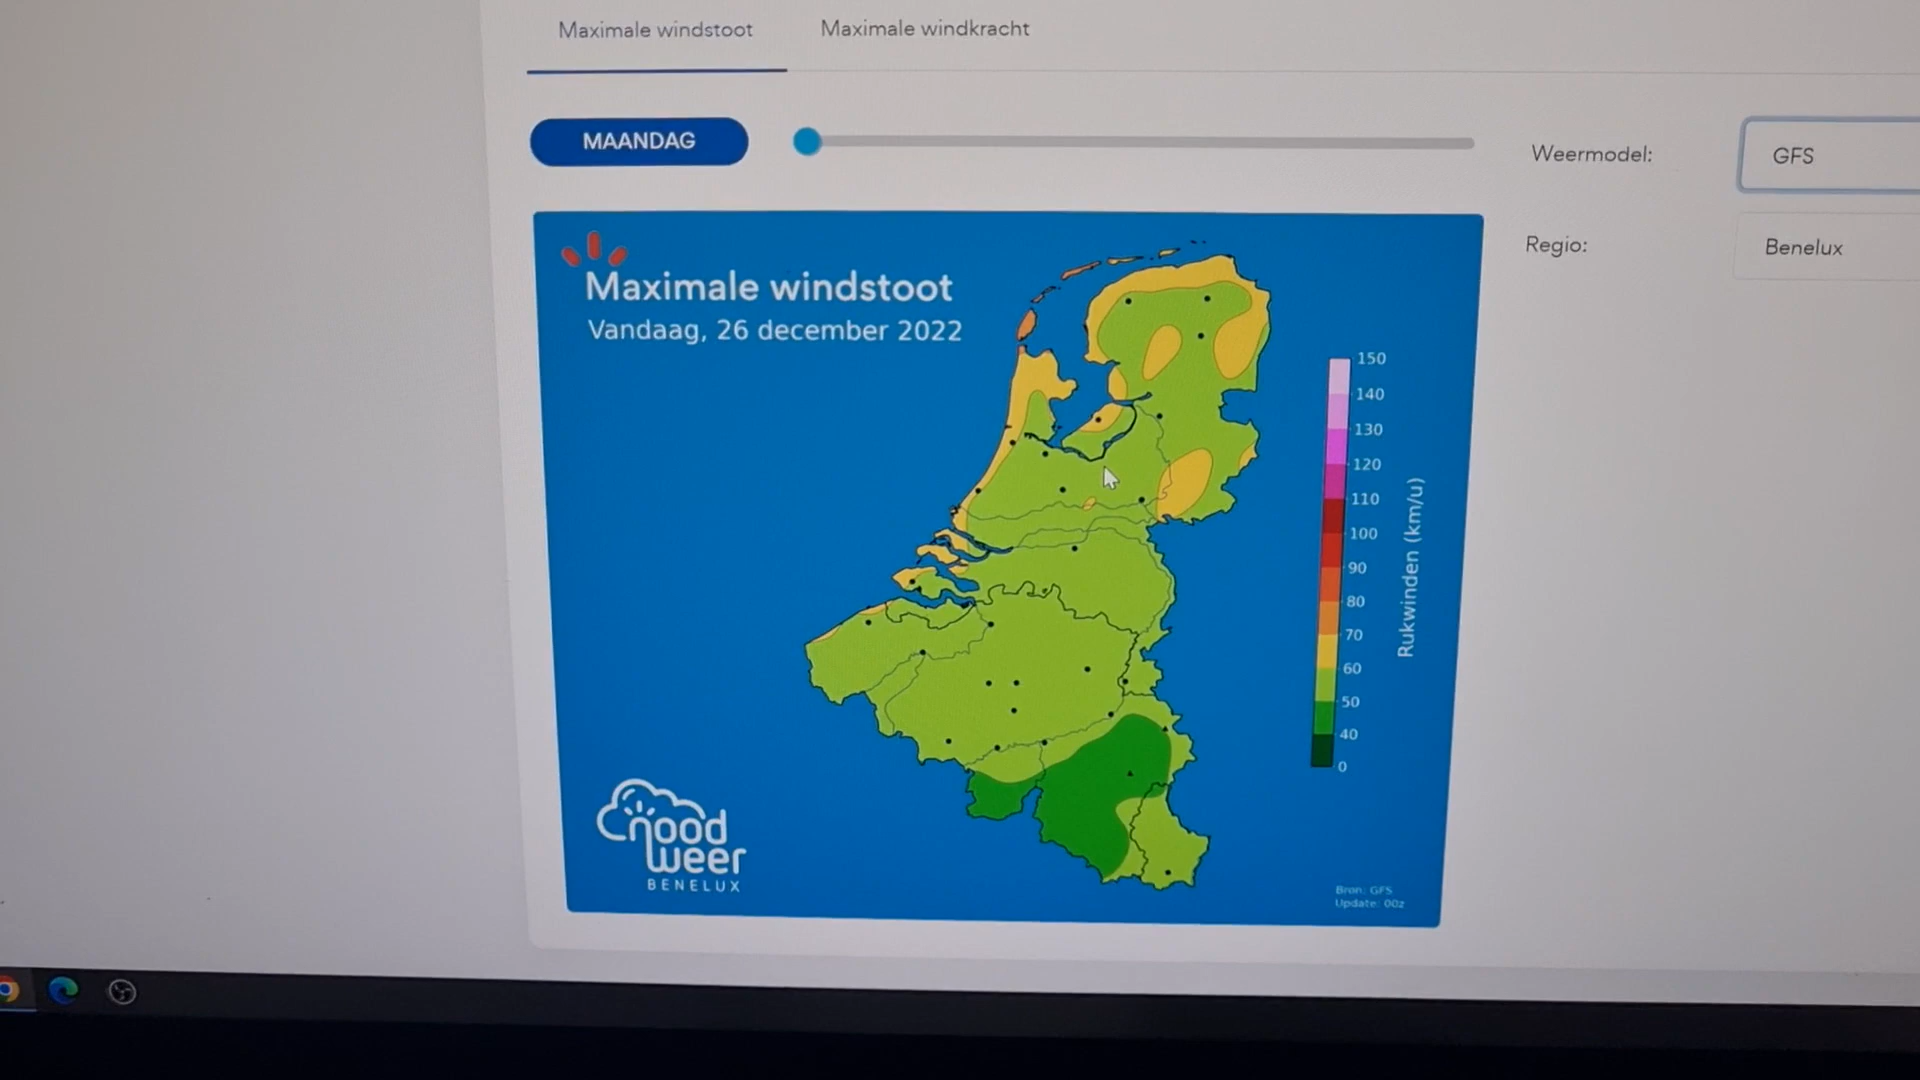 Maximale windstoot
Maximale windkracht
MAANDAG
Weermodel:
GFS
Regio:
Benelux
Maximale windstoot
Vandaag, 26 december 2022
150
140
130
120
110
100
90
80
70
60
50
40
0
Rukwinden (km/u)
nood
weer
BENELUX
Bron: GFS
Update: 00z